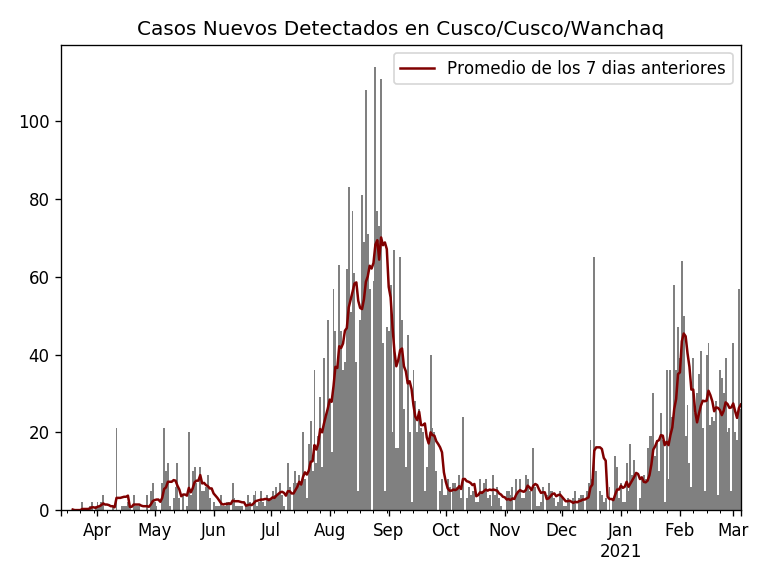 Casos Nuevos Detectados en Cusco/Cusco/Wanchaq
Promedio de los 7 dias anteriores
100
80
60
40
20
0
Apr May Jun Jul Aug Sep Oct Nov Dec Jan Feb Mar
2021